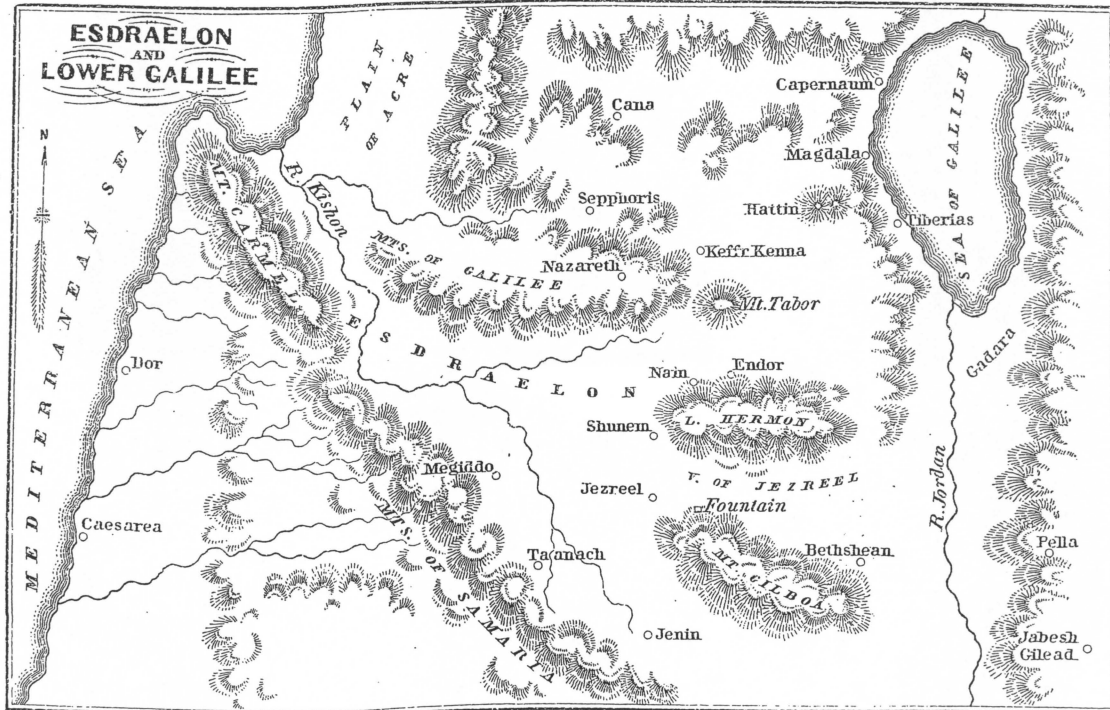 ESDRAELON
AND
LOWER GALILEE
N
MEDITERRANEAN SEA
PLAIN
OF ACRE
Cana
Capernaum
SEA OF GALILEE
Magdala
R. Kishon
MT. CARMEL
Sepphoris
Hattin
Tiberias
MTS. OF GALILEE
Nazareth
Keffr Kenna
Mt. Tabor
ESDRAELON
Gadara
Dor
Nain
Endor
L. HERMON
Shunem
V. OF JEZREEL
Megiddo
Jezreel
Fountain
R. Jordan
Caesarea
MTS. OF SAMARIA
Taanach
MT. GILBOA
Bethshean
Pella
Jenin
Jabesh
Gilead